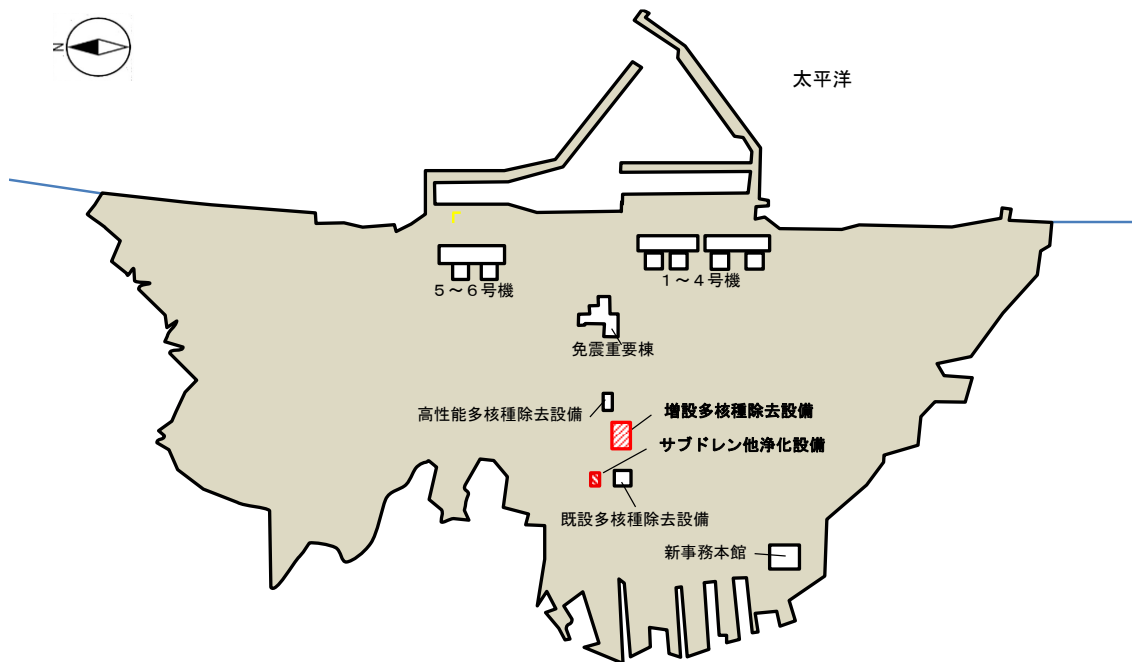 N
太平洋
５～６号機
１～４号機
免震重要棟
高性能多核種除去設備
増設多核種除去設備
サブドレン他浄化設備
既設多核種除去設備
新事務本館